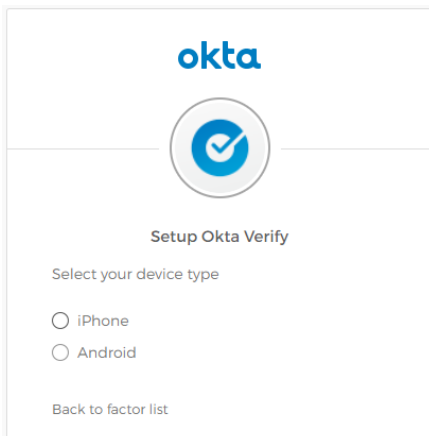 okta
Setup Okta Verify
Select your device type
iPhone
Android
Back to factor list